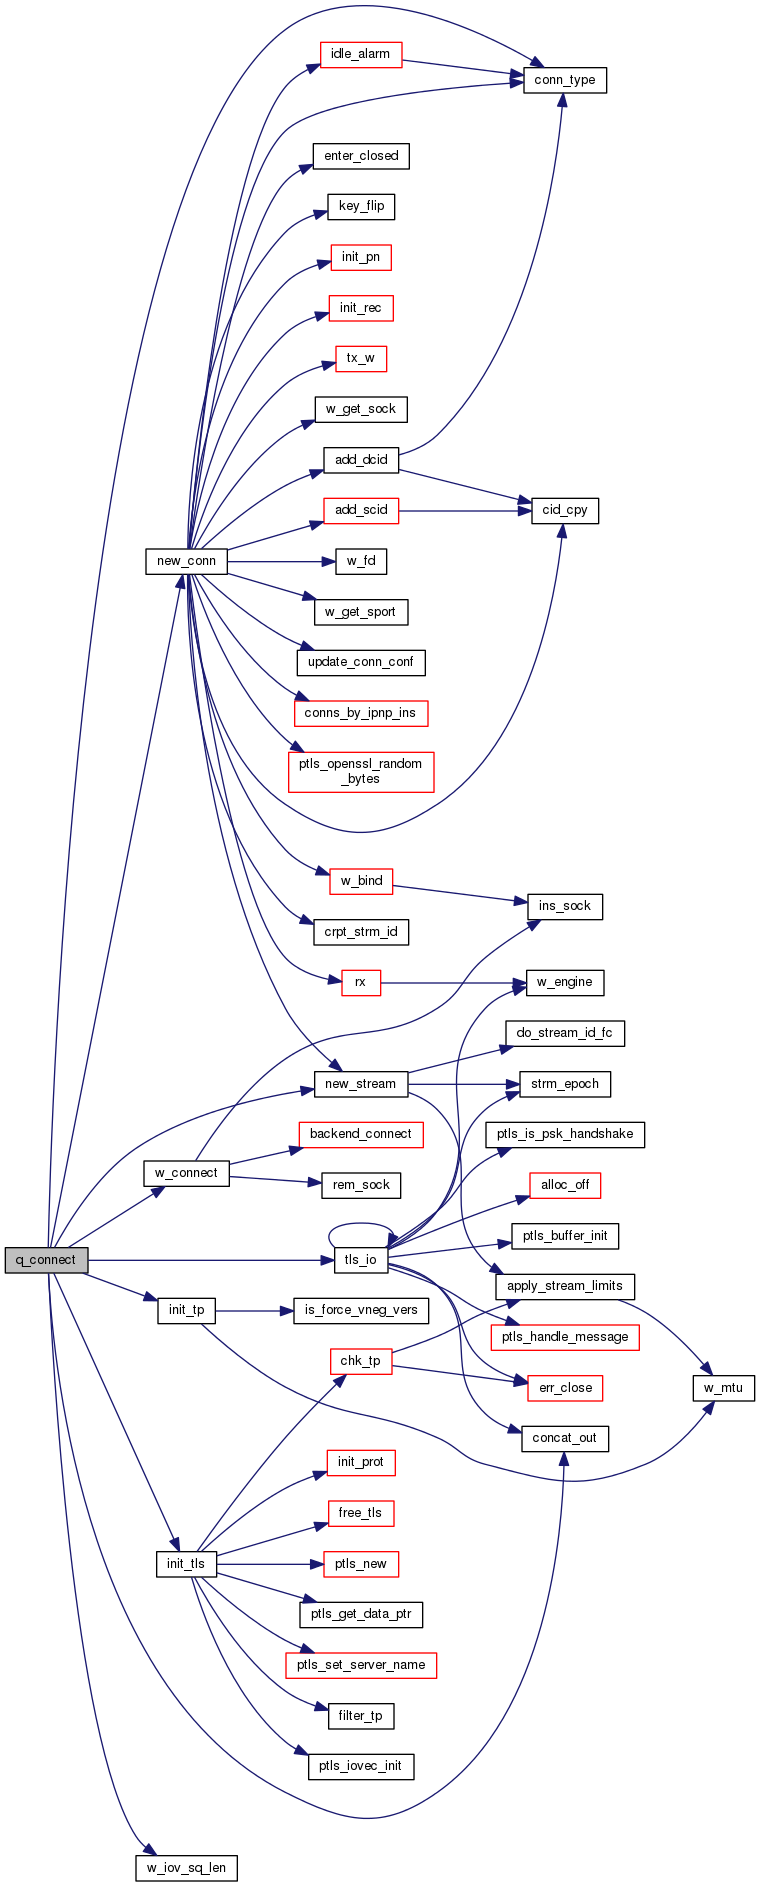 idle_alarm
conn_type
enter_closed
key_flip
init_pn
init_rec
tx_w
w_get_sock
add_dcid
add_scid
cid_cpy
new_conn
w_fd
w_get_sport
update_conn_conf
conns_by_ipnp_ins
ptls_openssl_random
_bytes
w_bind
ins_sock
crpt_strm_id
rx
w_engine
do_stream_id_fc
new_stream
strm_epoch
backend_connect
ptls_is_psk_handshake
w_connect
rem_sock
alloc_off
ptls_buffer_init
q_connect
tls_io
apply_stream_limits
init_tp
is_force_vneg_vers
ptls_handle_message
chk_tp
err_close
w_mtu
concat_out
init_prot
free_tls
init_tls
ptls_new
ptls_get_data_ptr
ptls_set_server_name
filter_tp
ptls_iovec_init
w_iov_sq_len